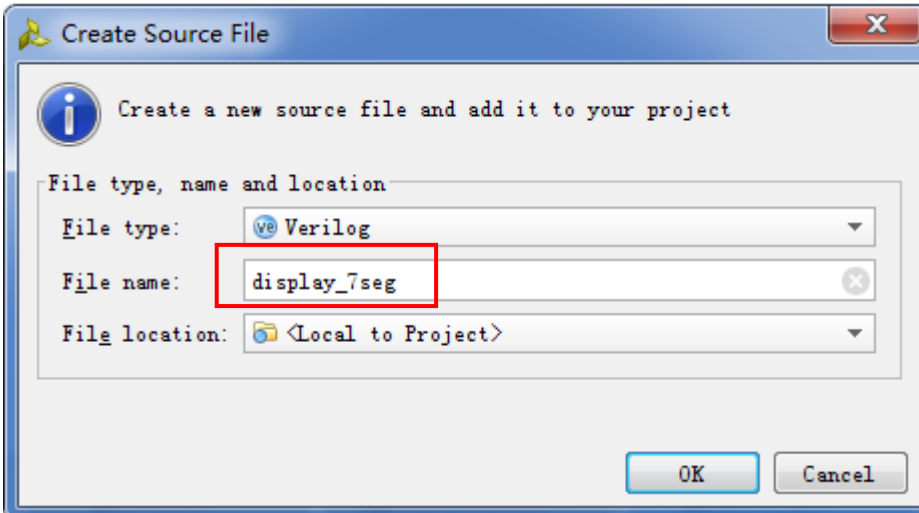 Create Source File
Create a new source file and add it to your project
File type, name and location
File type: Verilog
File name: display_7seg
File location: <Local to Project>
OK Cancel